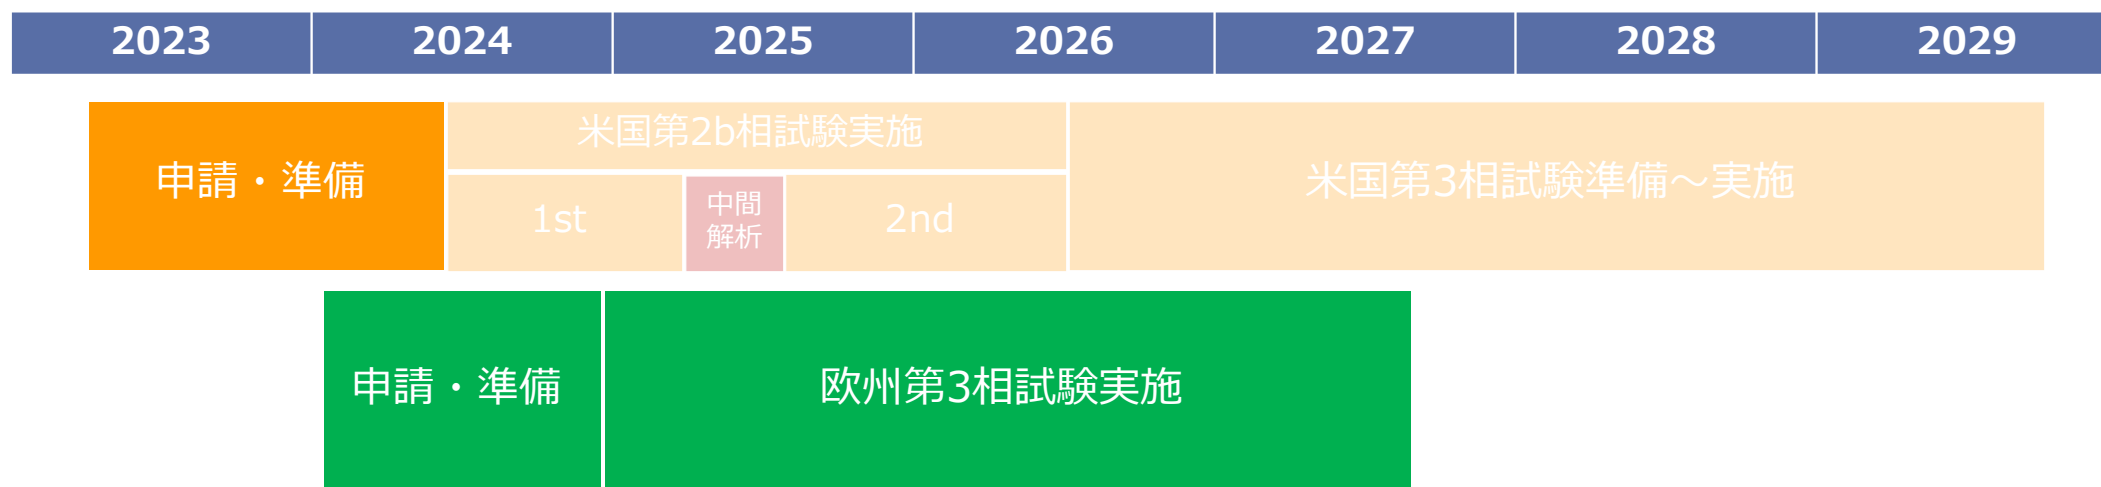 2023 2024 2025 2026 2027 2028 2029
申請・準備
米国第2b相試験実施
1st
中間
解析
2nd
米国第3相試験準備～実施
申請・準備
欧州第3相試験実施